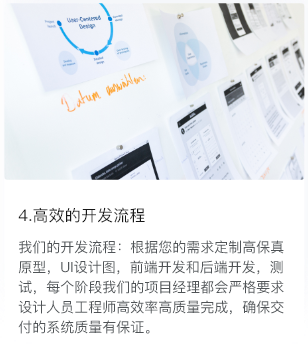 User-Centered
Design
4.高效的开发流程
我们的开发流程：根据您的需求定制高保真
原型，UI设计图，前端开发和后端开发，测
试，每个阶段我们的项目经理都会严格要求
设计人员工程师高效率高质量完成，确保交
付的系统质量有保证。